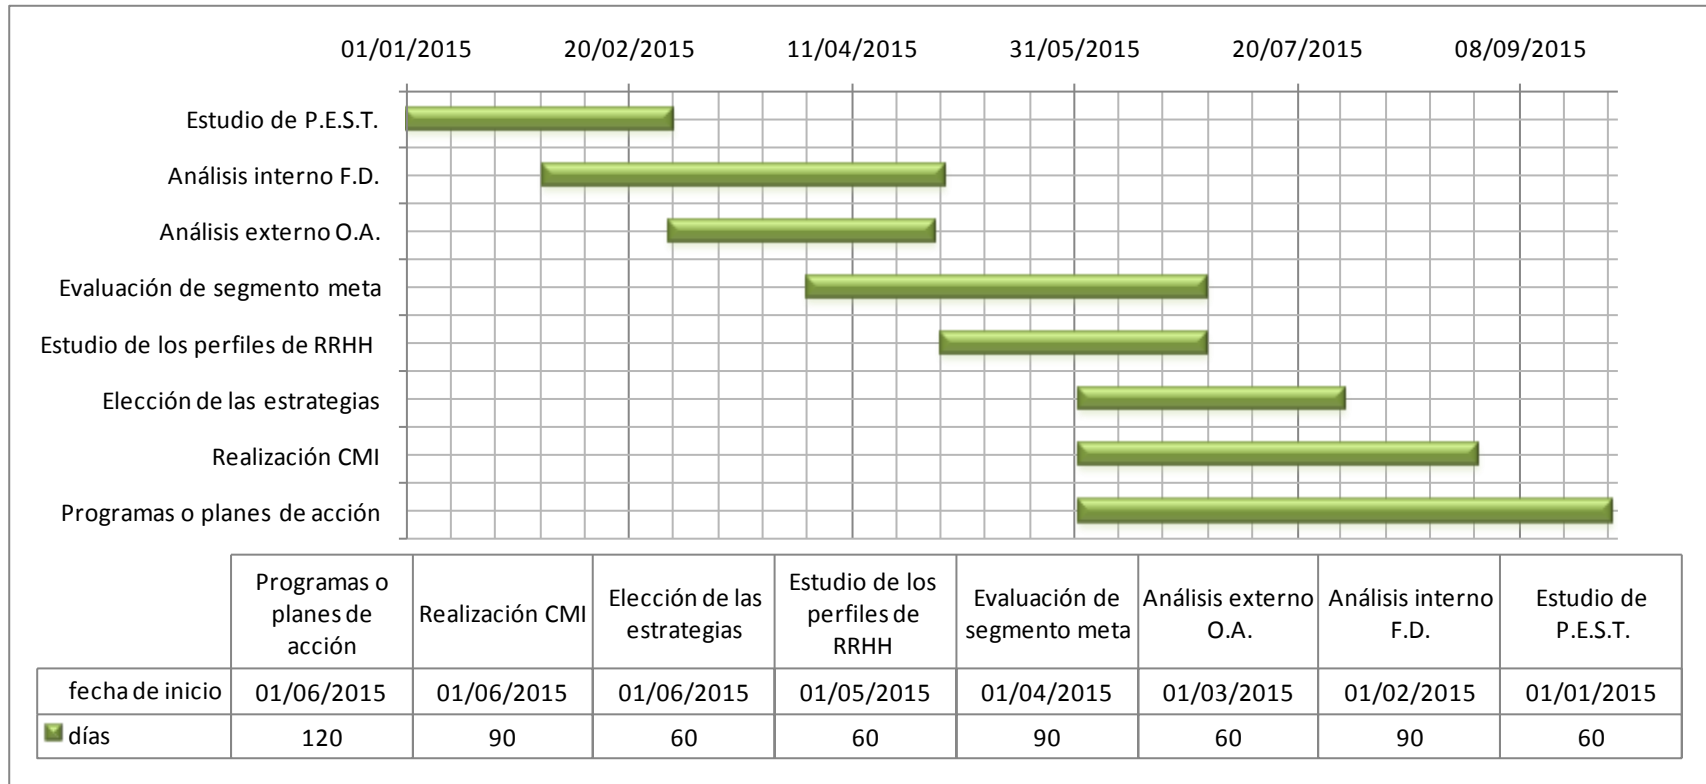 01/01/2015 20/02/2015 11/04/2015 31/05/2015 20/07/2015 08/09/2015
Estudio de P.E.S.T.
Análisis interno F.D.
Análisis externo O.A.
Evaluación de segmento meta
Estudio de los perfiles de RRHH
Elección de las estrategias
Realización CMI
Programas o planes de acción
Programas o
planes de
acción
Realización CMI
Elección de las
estrategias
Estudio de los
perfiles de
RRHH
Evaluación de
segmento meta
Análisis externo
O.A.
Análisis interno
F.D.
Estudio de
P.E.S.T.
fecha de inicio 01/06/2015 01/06/2015 01/06/2015 01/05/2015 01/04/2015 01/03/2015 01/02/2015 01/01/2015
días 120 90 60 60 90 60 90 60